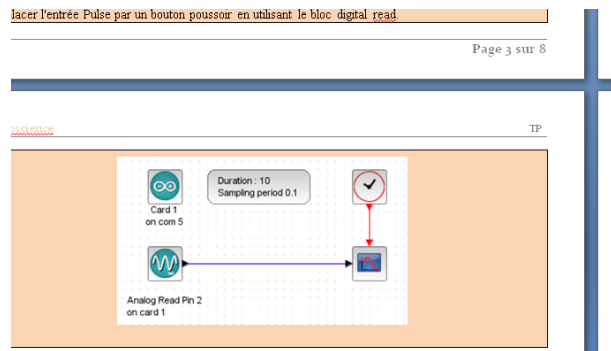 lacer l'entrée Pulse par un bouton poussoir en utilisant le bloc digital read.
Page 3 sur 8
TP
Duration : 10
Sampling period 0.1
Card 1
on com 5
Analog Read Pin 2
on card 1